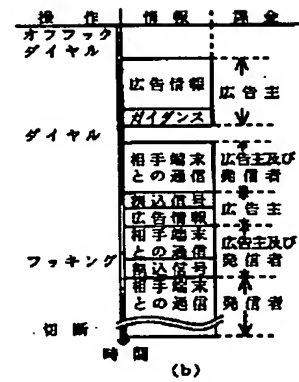 操作 情報 課金
オフフック
ダイヤル
広告情報
広告主
ガイダンス
ダイヤル
相手端末
との通信
広告主及び
発信者
割込信号
広告情報
広告主
相手端末
との通信
広告主及び
発信者
フッキング
割込信号
相手端末
との通信
発信者
切断
時間
(b)